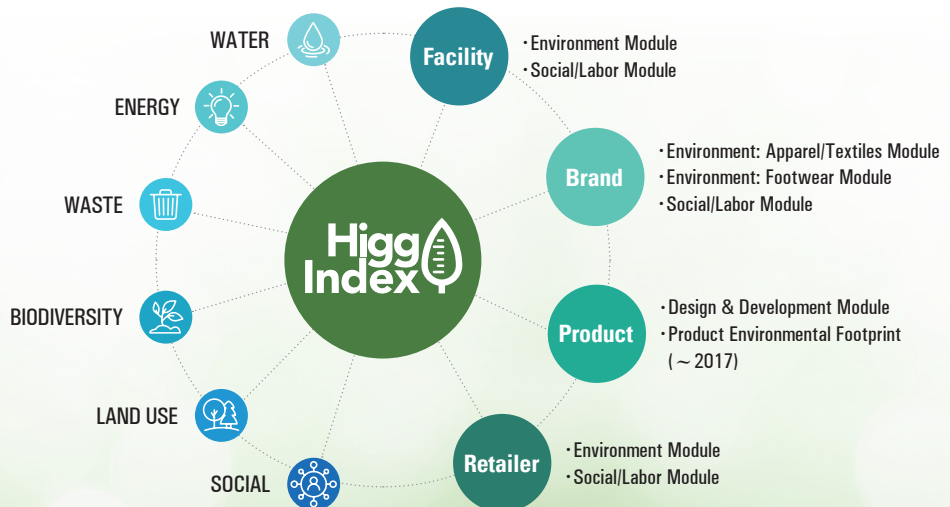 WATER
ENERGY
WASTE
BIODIVERSITY
LAND USE
SOCIAL
Higg
Index
Facility
·Environment Module
·Social/Labor Module
Brand
·Environment: Apparel/Textiles Module
·Environment: Footwear Module
·Social/Labor Module
Product
·Design & Development Module
·Product Environmental Footprint
(~ 2017)
Retailer
·Environment Module
·Social/Labor Module